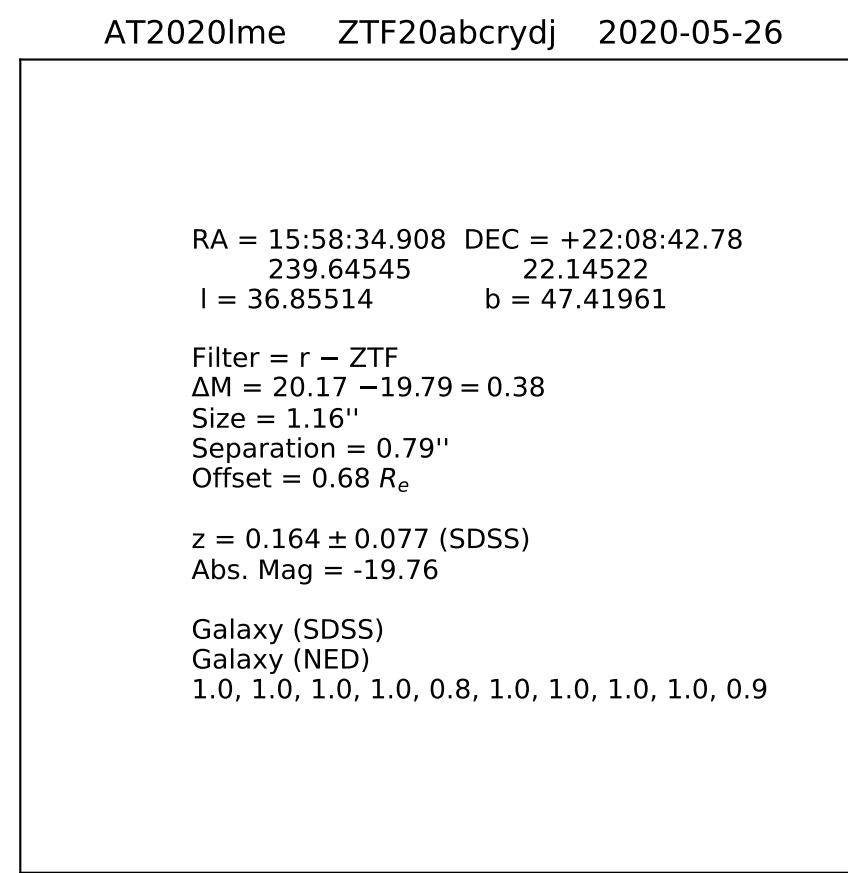 AT2020lme ZTF20abcrydj 2020-05-26
RA = 15:58:34.908 DEC = +22:08:42.78
239.64545 22.14522
l = 36.85514 b = 47.41961
Filter = r − ZTF
ΔM = 20.17 −19.79 = 0.38
Size = 1.16''
Separation = 0.79''
Offset = 0.68 Rₑ
z = 0.164 ± 0.077 (SDSS)
Abs. Mag = -19.76
Galaxy (SDSS)
Galaxy (NED)
1.0, 1.0, 1.0, 1.0, 0.8, 1.0, 1.0, 1.0, 1.0, 0.9